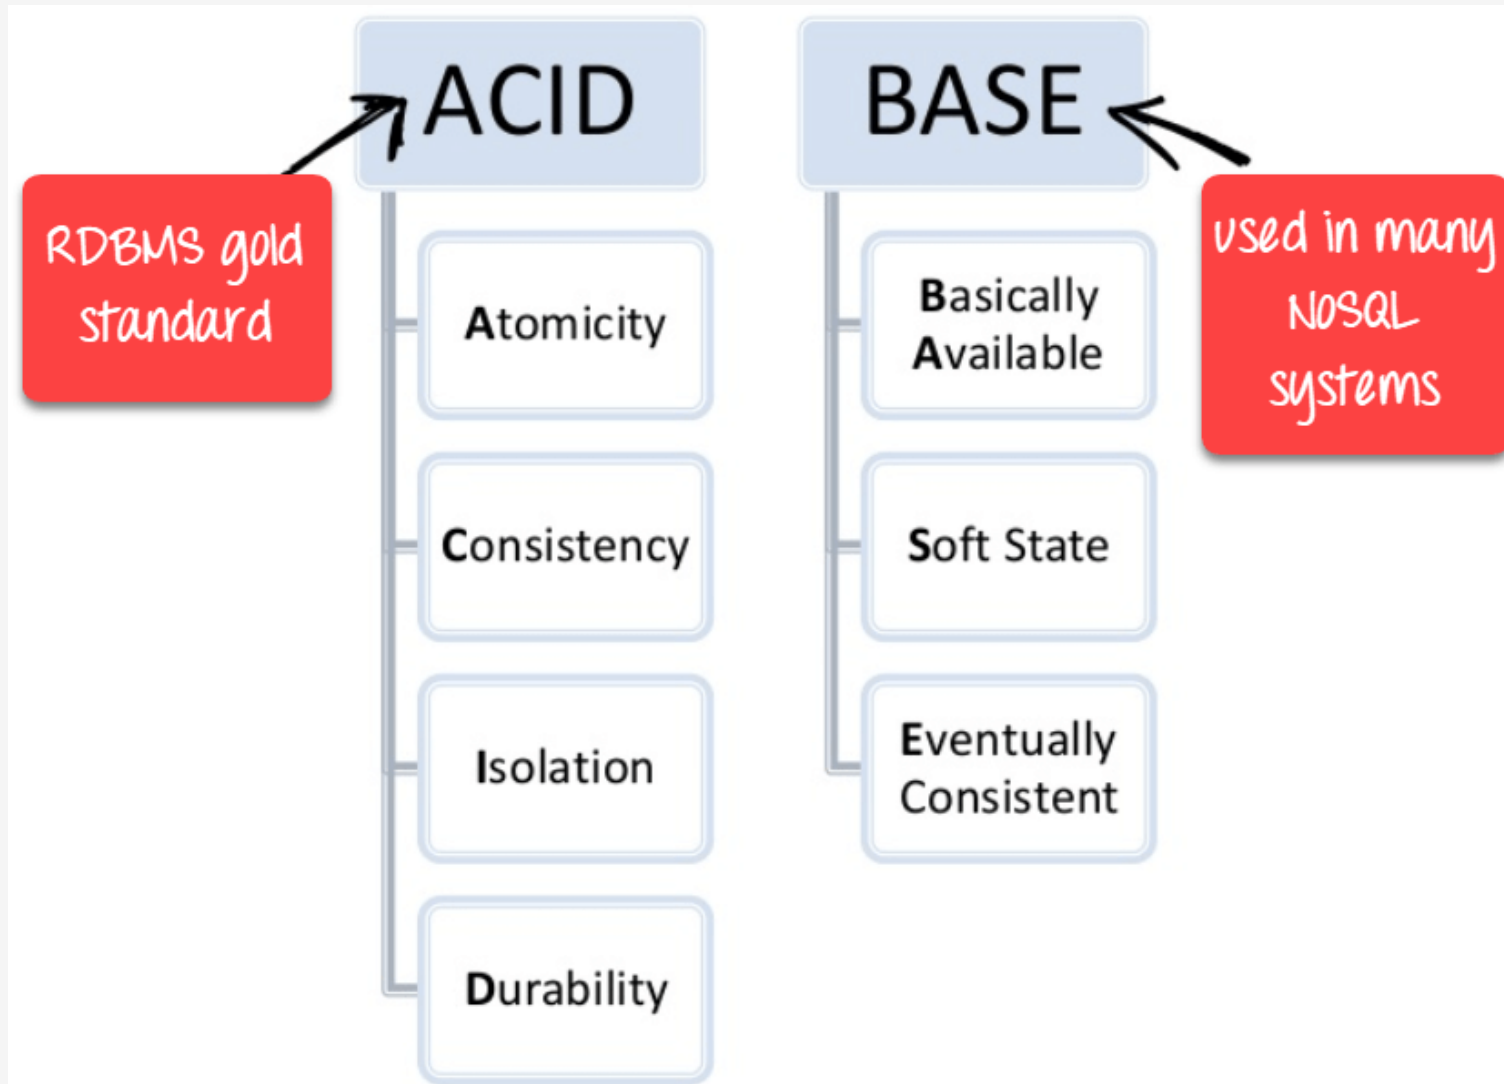 ACID
BASE
RDBMS gold
standard
used in many
NOSQL
systems
Atomicity
Consistency
Isolation
Durability
Basically
Available
Soft State
Eventually
Consistent